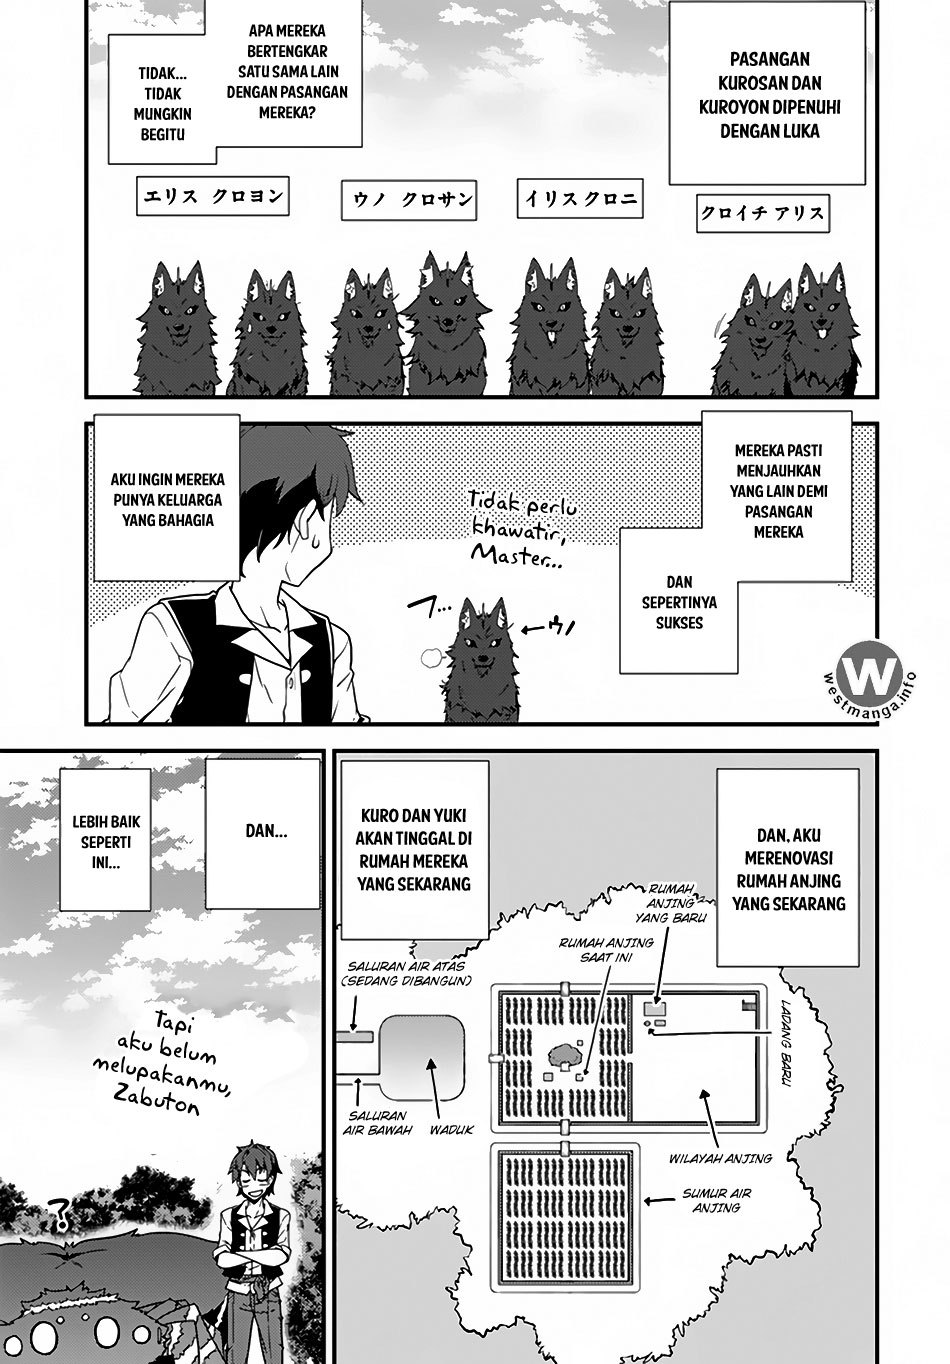 PASANGAN
KUROSAN DAN
KUROYON DIPENUHI
DENGAN LUKA
APA MEREKA
BERTENGKAR
SATU SAMA LAIN
DENGAN PASANGAN
MEREKA?
TIDAK...
TIDAK
MUNGKIN
BEGITU
クロイチ アリス
イリス クロニ
ウノ クロサン
エリス クロヨン
MEREKA PASTI
MENJAUHKAN
YANG LAIN DEMI
PASANGAN
MEREKA
DAN
SEPERTINYA
SUKSES
Tidak perlu
khawatir,
Master...
フ...
ウノ
AKU INGIN MEREKA
PUNYA KELUARGA
YANG BAHAGIA
W
westmanga.info
DAN, AKU
MERENOVASI
RUMAH ANJING
YANG SEKARANG
KURO DAN YUKI
AKAN TINGGAL DI
RUMAH MEREKA
YANG SEKARANG
RUMAH
ANJING
YANG BARU
RUMAH ANJING
SAAT INI
SALURAN AIR ATAS
(SEDANG DIBANGUN)
LADANG BARU
SALURAN
AIR BAWAH
WADUK
WILAYAH ANJING
SUMUR AIR
ANJING
DAN...
LEBIH BAIK
SEPERTI
INI...
Tapi
aku belum
melupakanmu,
Zabuton
?